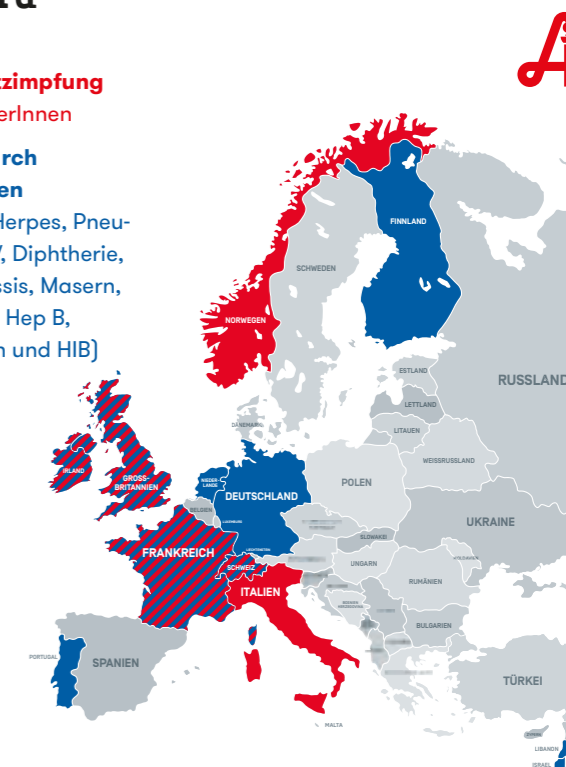 zimpfung
erInnen
rch
en
Herpes, Pneu-
, Diphtherie,
ssis, Masern,
Hep B,
n und HIB)
FINNLAND
SCHWEDEN
NORWEGEN
ESTLAND
RUSSLAND
LETTLAND
DÄNEMARK
LITAUEN
WEISSRUSSLAND
IRLAND
GROSS-
BRITANNIEN
NIEDER-
LANDE
POLEN
DEUTSCHLAND
BELGIEN
LUXEMBURG
UKRAINE
SLOWAKEI
FRANKREICH
LIECHTENSTEIN
SCHWEIZ
UNGARN
RUMÄNIEN
ITALIEN
BULGARIEN
PORTUGAL
SPANIEN
TÜRKEI
MALTA
ZYPERN
LIBANON
ISRAEL